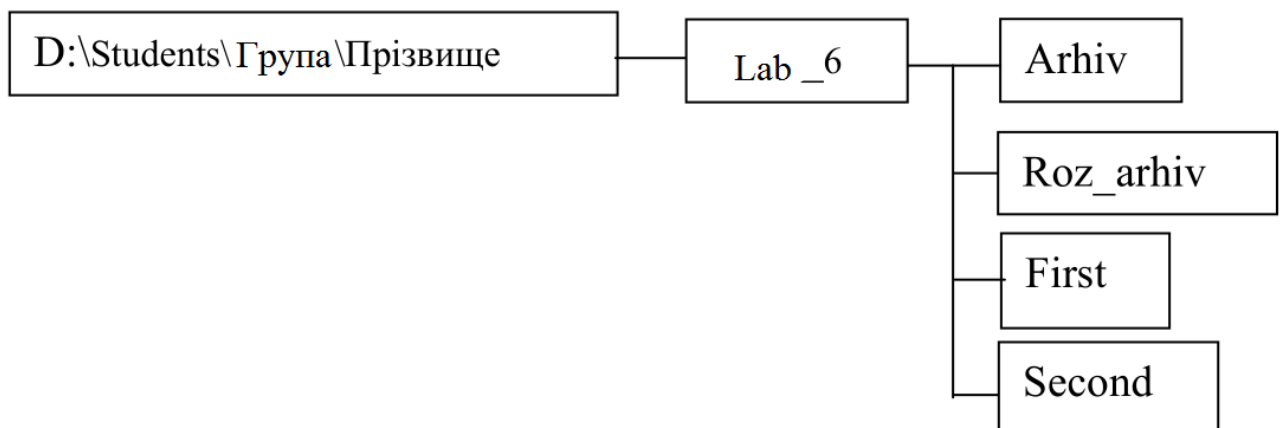 D:\Students\Група\Прізвище
Lab _6
Arhiv
Roz_arhiv
First
Second